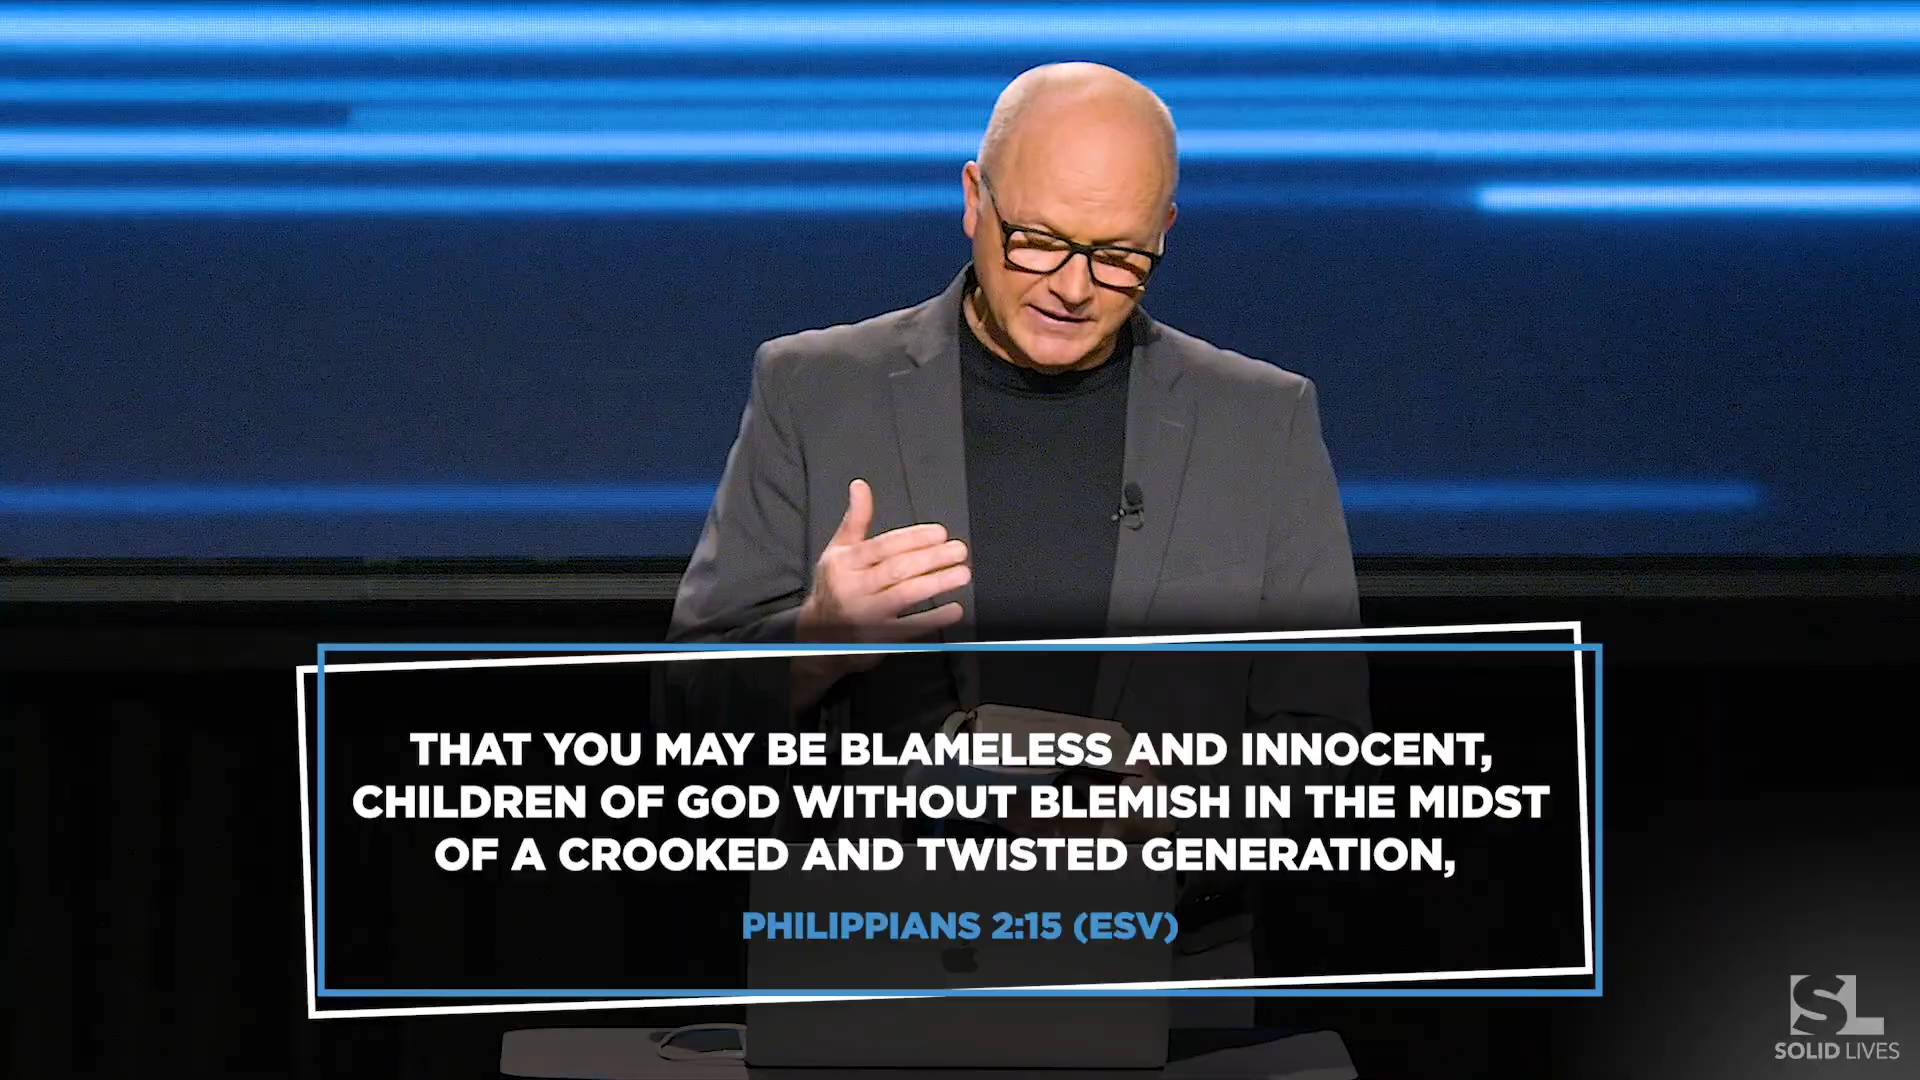 THAT YOU MAY BE BLAMELESS AND INNOCENT,
CHILDREN OF GOD WITHOUT BLEMISH IN THE MIDST
OF A CROOKED AND TWISTED GENERATION,
PHILIPPIANS 2:15 (ESV)
SL
SOLID LIVES